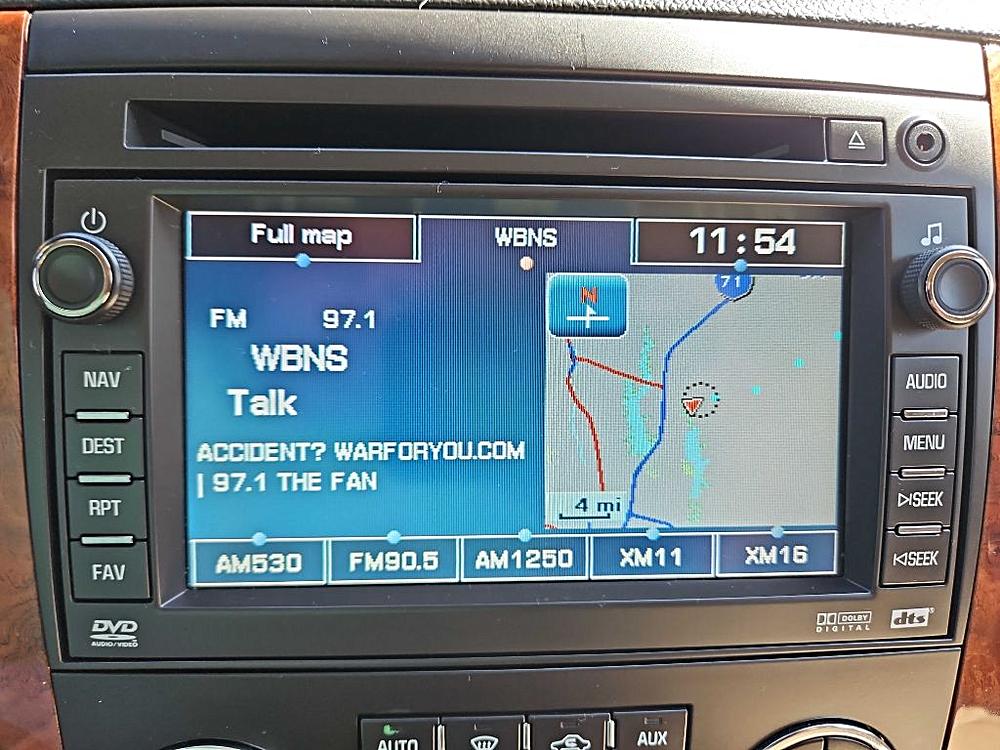 Full map
WBNS
11:54
FM 97.1
WBNS
Talk
ACCIDENT? WARFORYOU.COM
| 97.1 THE FAN
N
71
4 mi
AM530
FM90.5
AM1250
XM11
XM16
NAV
DEST
RPT
FAV
AUDIO
MENU
SEEK
SEEK
DVD
AUDIO/VIDEO
DOLBY
DIGITAL
dts
AUTO
AUX